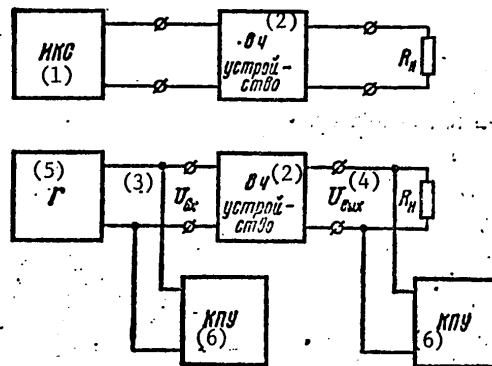 ИКС
(1)
(2)
ВЧ
устрой-
ство
Rн
(5)
Г
(3)
Uвх
ВЧ (2)
устрой-
ство
(4)
Uвых
Rн
КПУ
(6)
КПУ
6)